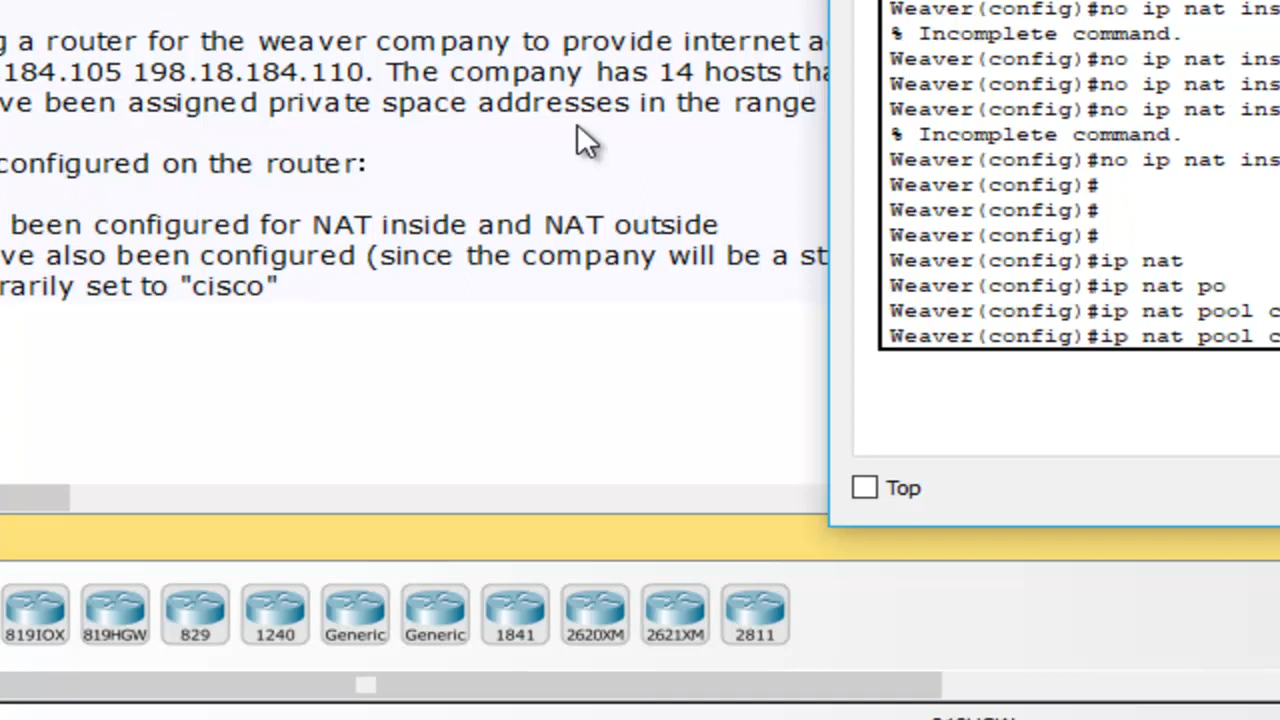 g a router for the weaver company to provide internet a
184.105 198.18.184.110. The company has 14 hosts tha
ve been assigned private space addresses in the range
configured on the router:
been configured for NAT inside and NAT outside
ve also been configured (since the company will be a st
rarily set to "cisco"
Weaver(config)#no ip nat ins
% Incomplete command.
Weaver(config)#no ip nat ins
Weaver(config)#no ip nat ins
Weaver(config)#no ip nat ins
% Incomplete command.
Weaver(config)#no ip nat ins
Weaver(config)#
Weaver(config)#
Weaver(config)#
Weaver(config)#ip nat
Weaver(config)#ip nat po
Weaver(config)#ip nat pool c
Weaver(config)#ip nat pool c
Top
819IOX 819HGW 829 1240 Generic Generic 1841 2620XM 2621XM 2811